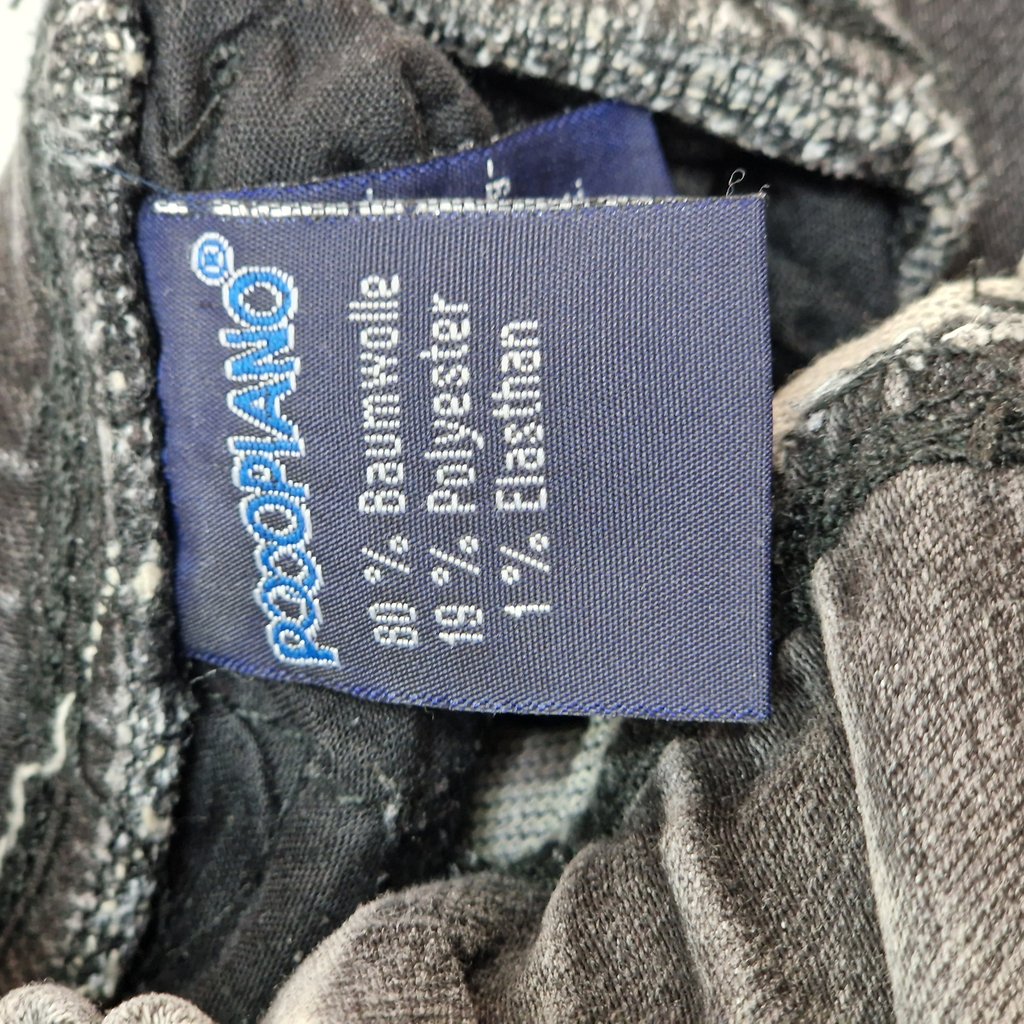 POCOPIANO®
80 % Baumwolle
19 % Polyester
1 % Elasthan